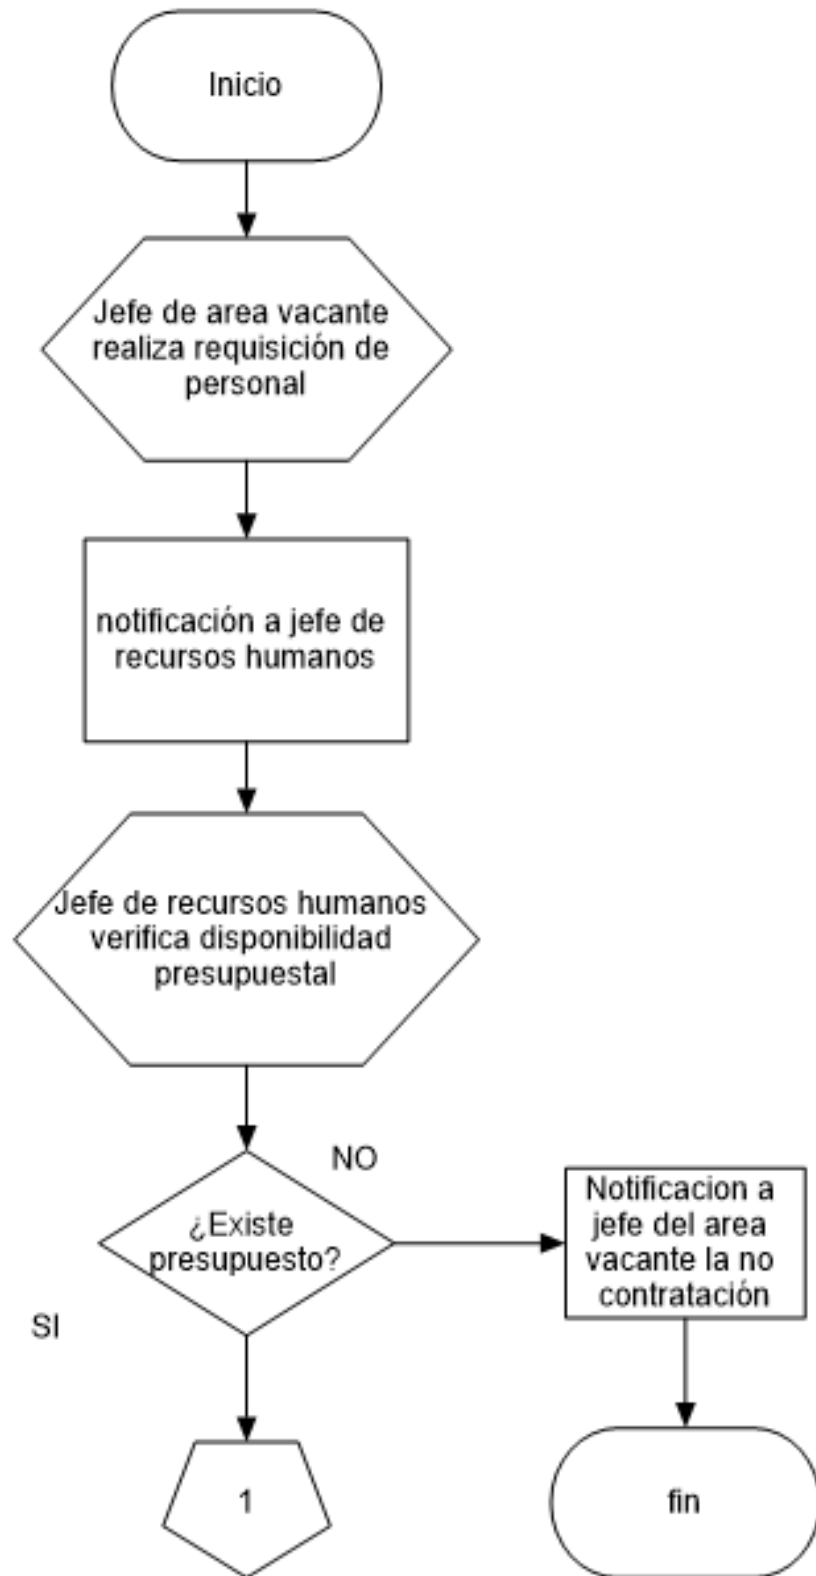 Inicio
Jefe de area vacante
realiza requisición de
personal
notificación a jefe de
recursos humanos
Jefe de recursos humanos
verifica disponibilidad
presupuestal
NO
¿Existe
presupuesto?
Notificacion a
jefe del area
vacante la no
contratación
SI
1
fin